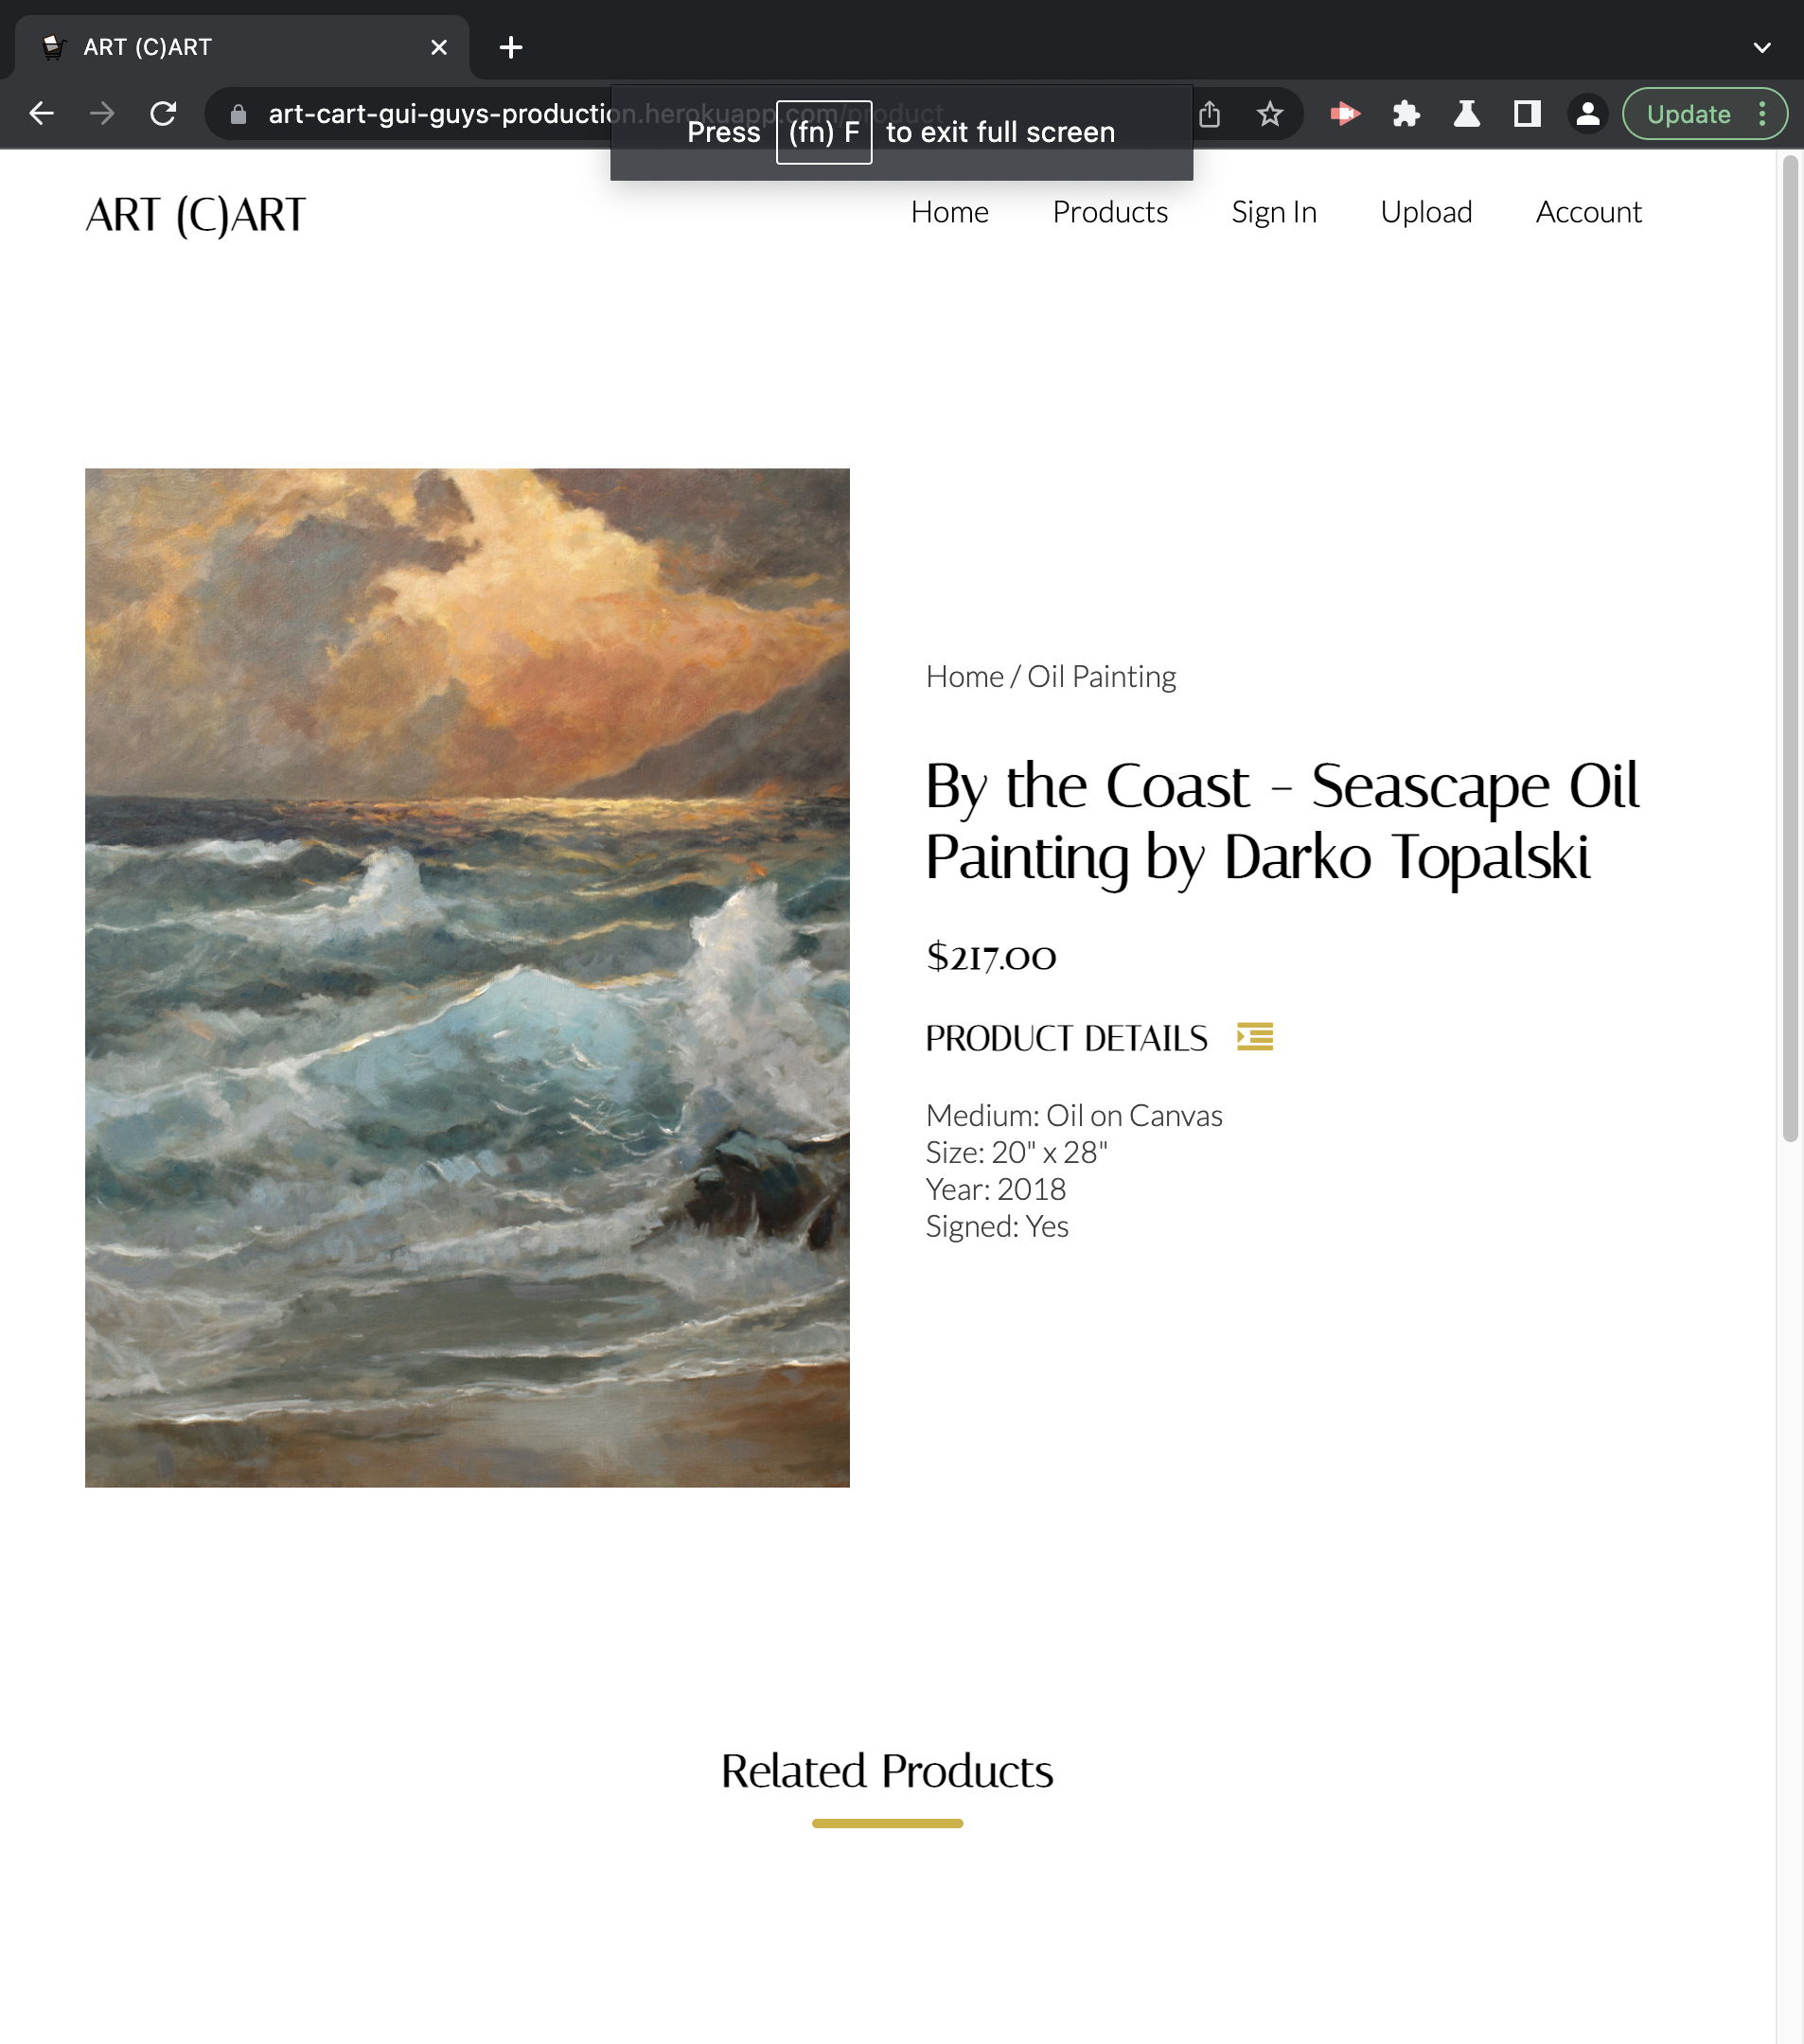 ART (C)ART
art-cart-gui-guys-production.herokuapp.com/product
Update
Press (fn) F to exit full screen
ART (C)ART
Home Products Sign In Upload Account
Home / Oil Painting
By the Coast - Seascape Oil
Painting by Darko Topalski
$217.00
PRODUCT DETAILS
Medium: Oil on Canvas
Size: 20" x 28"
Year: 2018
Signed: Yes
Related Products